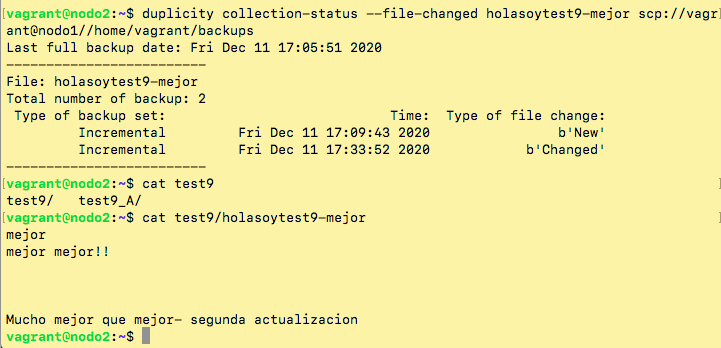 [vagrant@nodo2:~$ duplicity collection-status --file-changed holasoytest9-mejor scp://vagr]
ant@nodo1//home/vagrant/backups
Last full backup date: Fri Dec 11 17:05:51 2020
-------------------------
File: holasoytest9-mejor
Total number of backup: 2
Type of backup set: Time: Type of file change:
Incremental Fri Dec 11 17:09:43 2020 b'New'
Incremental Fri Dec 11 17:33:52 2020 b'Changed'
-------------------------
[vagrant@nodo2:~$ cat test9 ]
test9/ test9_A/
[vagrant@nodo2:~$ cat test9/holasoytest9-mejor ]
mejor
mejor mejor!!
Mucho mejor que mejor- segunda actualizacion
vagrant@nodo2:~$